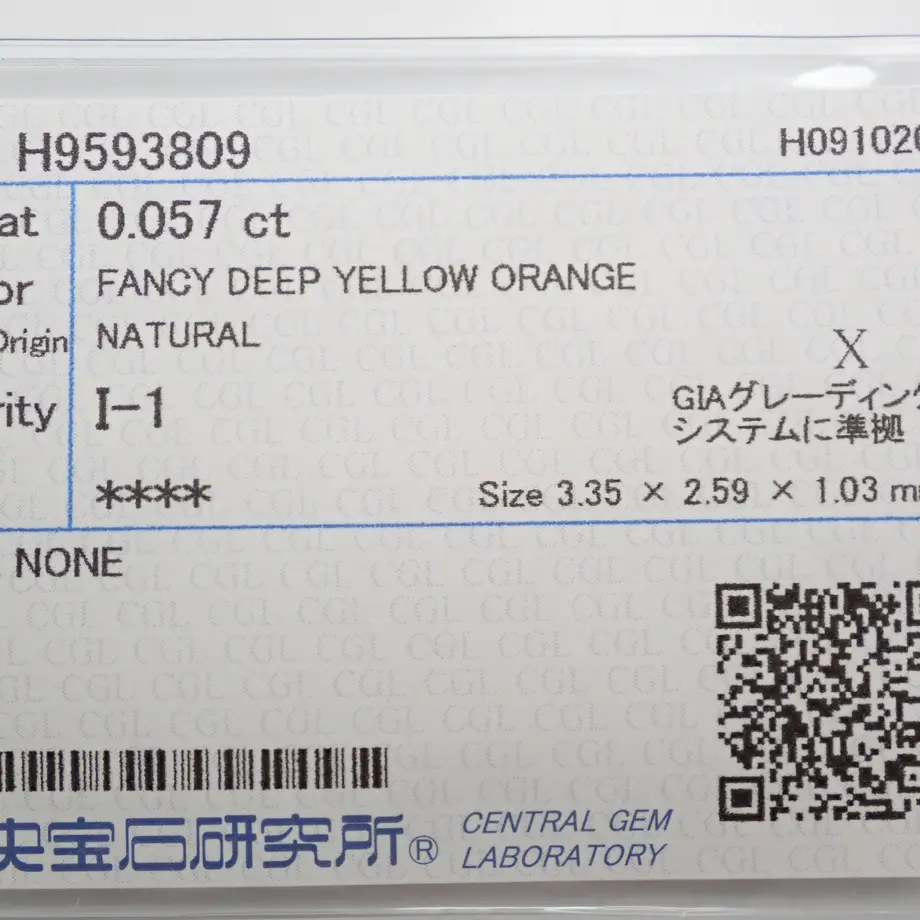 H9593809 H091020
at 0.057 ct
or FANCY DEEP YELLOW ORANGE
Origin NATURAL
X
rity I-1
GIAグレーディング
システムに準拠
**** Size 3.35 × 2.59 × 1.03 m
NONE
央宝石研究所® CENTRAL GEM
LABORATORY